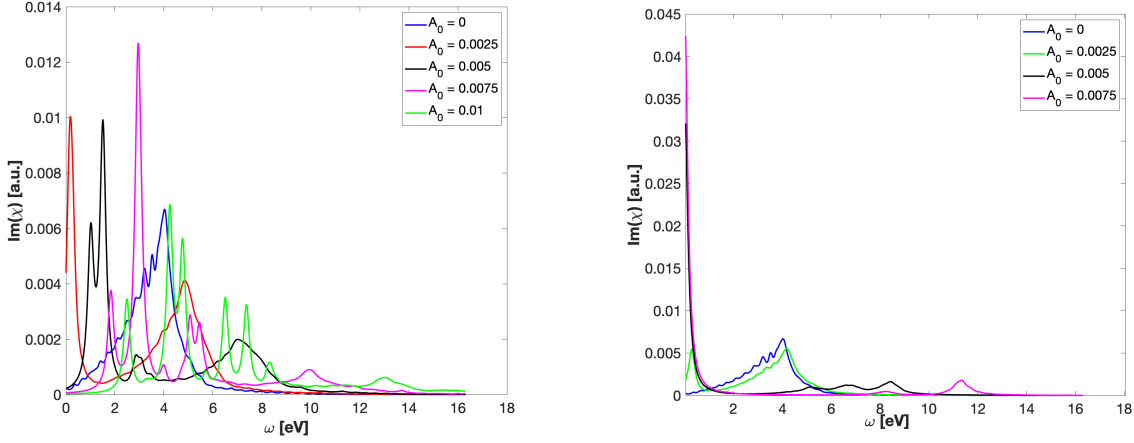 0.014
0.012
0.01
0.008
0.006
0.004
0.002
0
Im(χ) [a.u.]
0 2 4 6 8 10 12 14 16 18
ω [eV]
A0 = 0
A0 = 0.0025
A0 = 0.005
A0 = 0.0075
A0 = 0.01
0.045
0.04
0.035
0.03
0.025
0.02
0.015
0.01
0.005
0
Im(χ) [a.u.]
2 4 6 8 10 12 14 16 18
ω [eV]
A0 = 0
A0 = 0.0025
A0 = 0.005
A0 = 0.0075